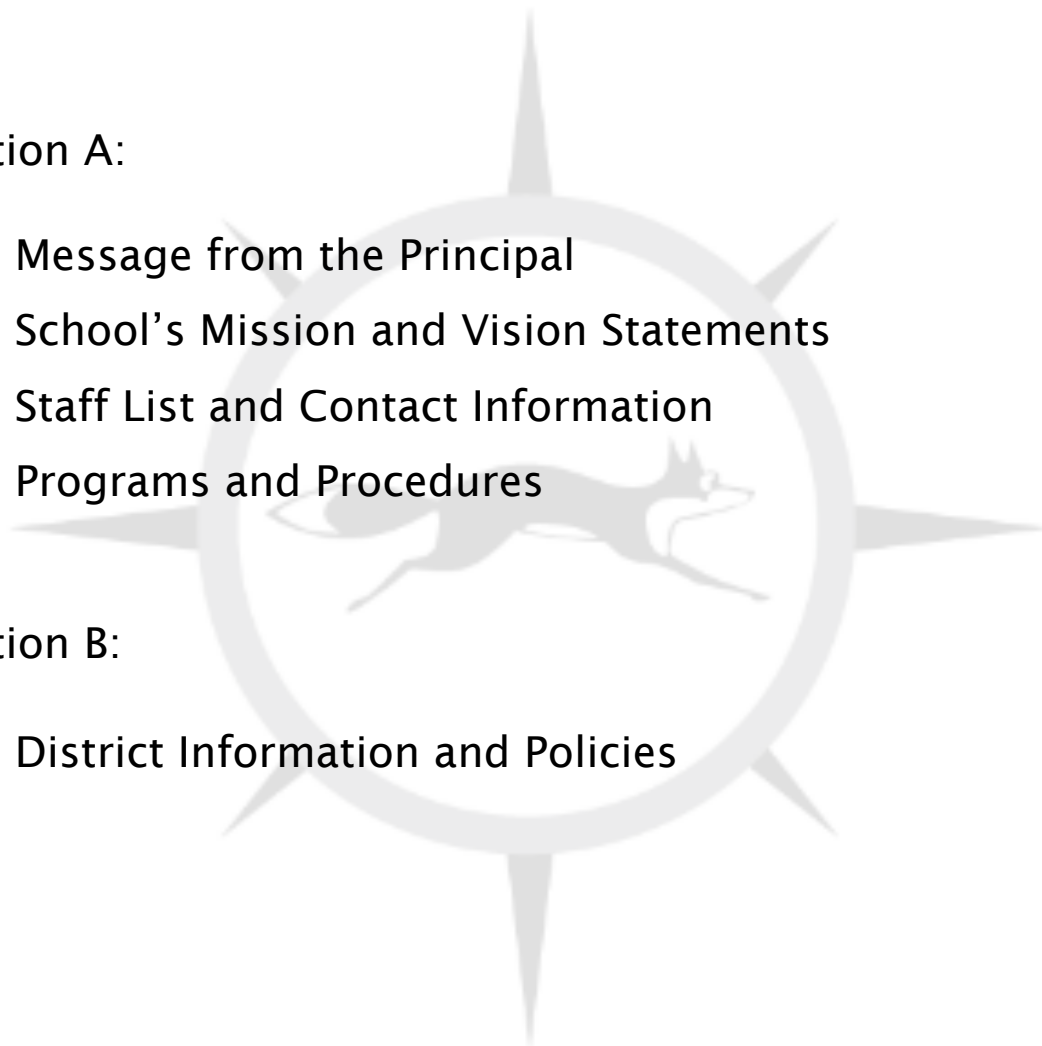 tion A:
Message from the Principal
School’s Mission and Vision Statements
Staff List and Contact Information
Programs and Procedures
tion B:
District Information and Policies